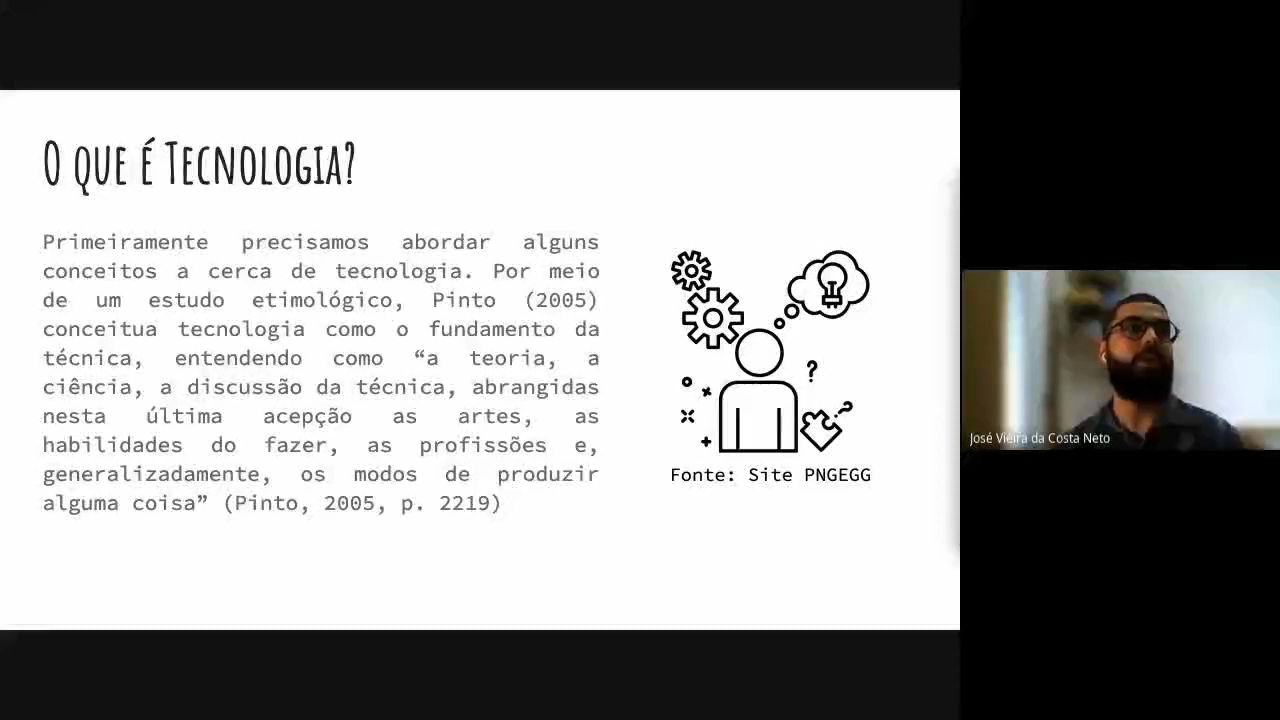 O que é Tecnologia?
Primeiramente precisamos abordar alguns
conceitos a cerca de tecnologia. Por meio
de um estudo etimológico, Pinto (2005)
conceitua tecnologia como o fundamento da
técnica, entendendo como “a teoria, a
ciência, a discussão da técnica, abrangidas
nesta última acepção as artes, as
habilidades do fazer, as profissões e,
generalizadamente, os modos de produzir
alguma coisa” (Pinto, 2005, p. 2219)
Fonte: Site PNGEGG
José Vieira da Costa Neto